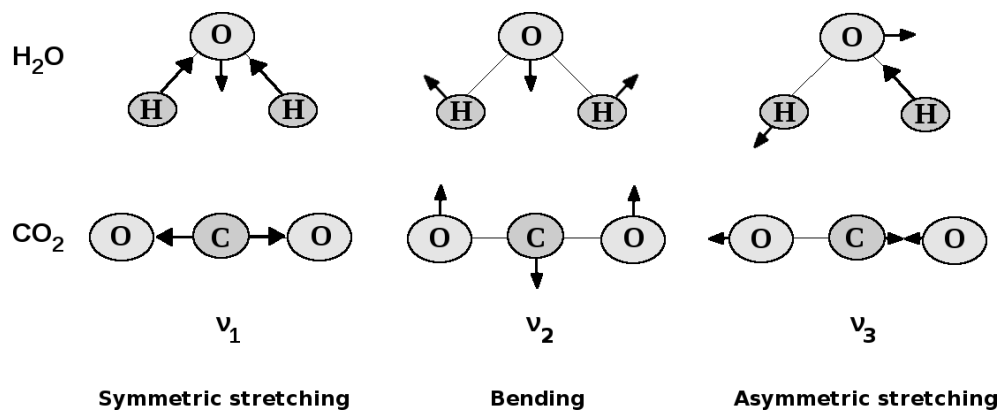 H₂O
O
H
H
O
H
H
O
H
H
CO₂
O
C
O
O
C
O
O
C
O
ν₁
ν₂
ν₃
Symmetric stretching
Bending
Asymmetric stretching